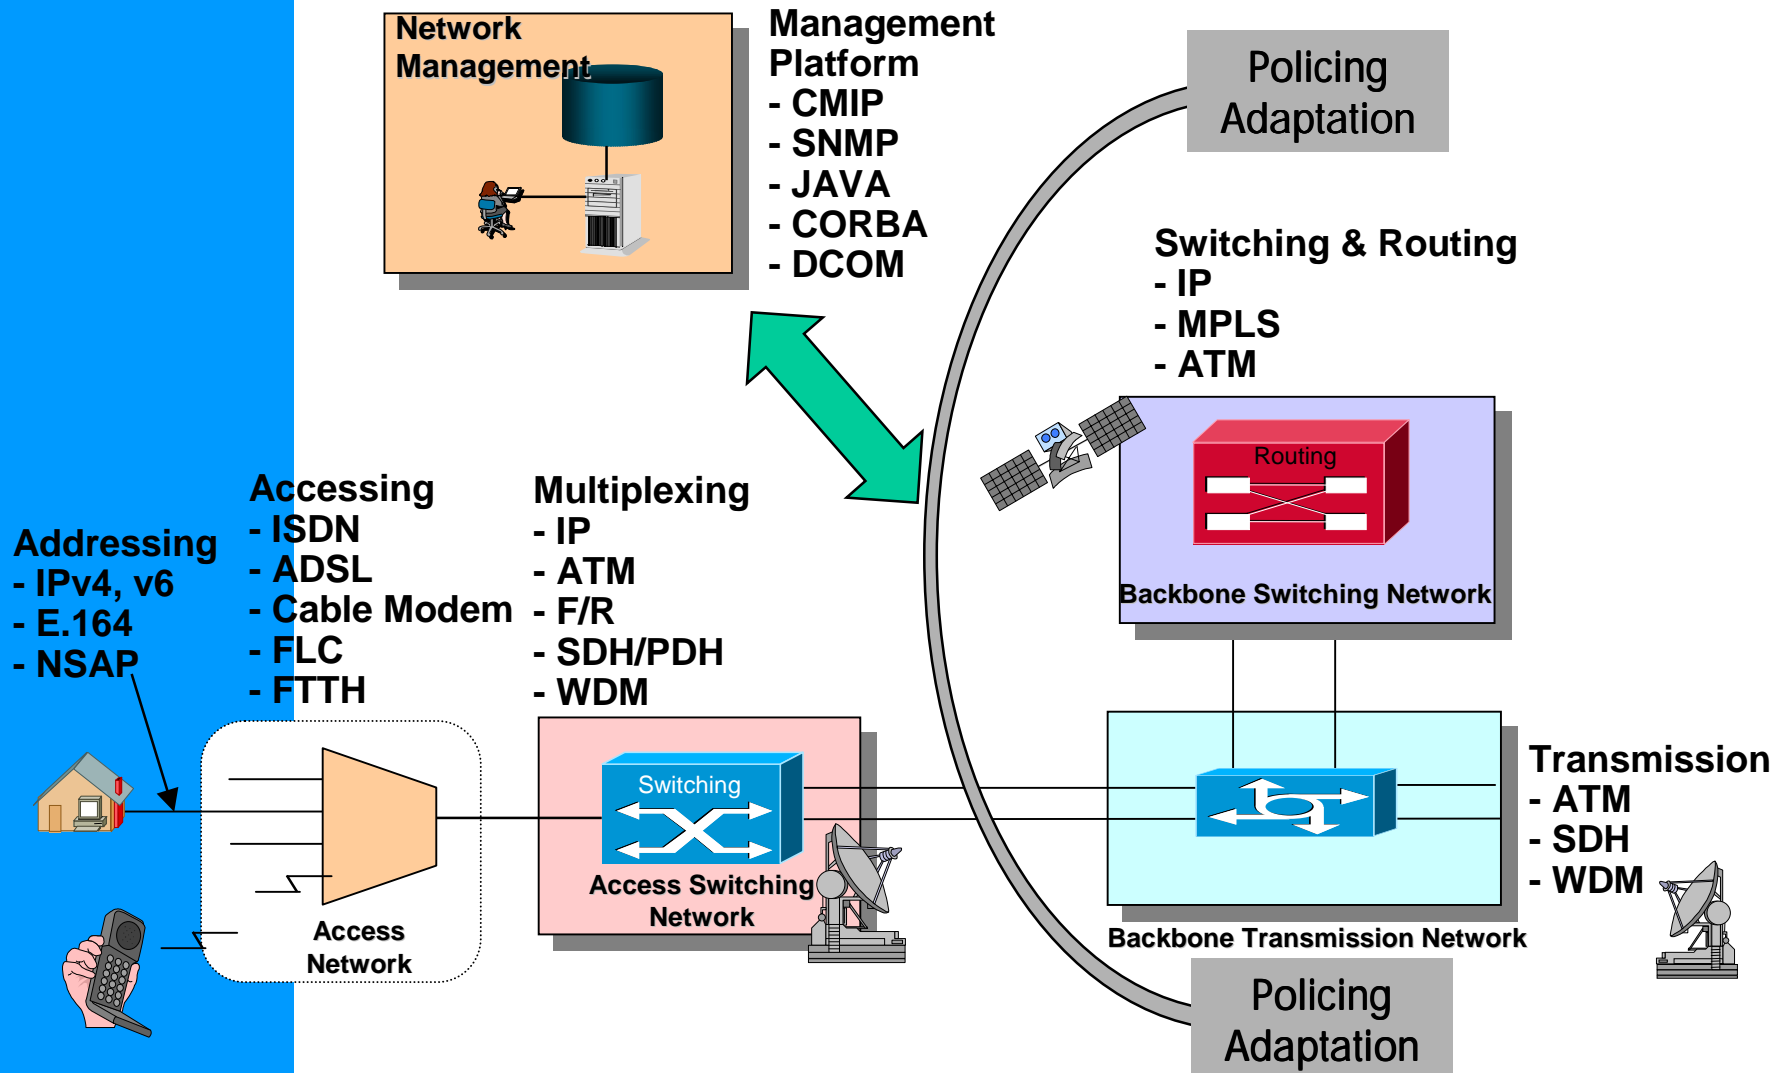 Network
Management
Management
Platform
- CMIP
- SNMP
- JAVA
- CORBA
- DCOM
Policing
Adaptation
Switching & Routing
- IP
- MPLS
- ATM
Routing
Backbone Switching Network
Addressing
- IPv4, v6
- E.164
- NSAP
Accessing
- ISDN
- ADSL
- Cable Modem
- FLC
- FTTH
Multiplexing
- IP
- ATM
- F/R
- SDH/PDH
- WDM
Access
Network
Switching
Access Switching
Network
Transmission
- ATM
- SDH
- WDM
Backbone Transmission Network
Policing
Adaptation